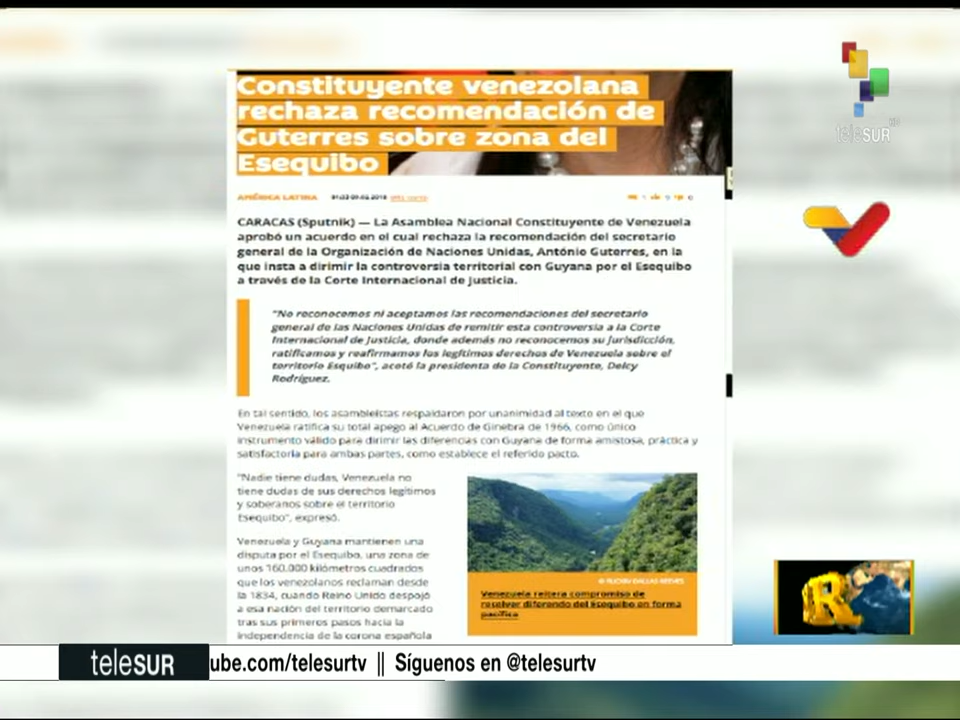 Constituyente venezolana
rechaza recomendación de
Guterres sobre zona del
Esequibo
teleSUR
HD
AMÉRICA LATINA
CARACAS (Sputnik) — La Asamblea Nacional Constituyente de Venezuela
aprobó un acuerdo en el cual rechaza la recomendación del secretario
general de la Organización de Naciones Unidas, António Guterres, en la
que insta a dirimir la controversia territorial con Guyana por el Esequibo
a través de la Corte Internacional de Justicia.
"No reconocemos ni aceptamos las recomendaciones del secretario
general de las Naciones Unidas de remitir esta controversia a la Corte
Internacional de Justicia, donde además no reconocemos su jurisdicción,
ratificamos y reafirmamos los legítimos derechos de Venezuela sobre el
territorio Esquibo", acotó la presidenta de la Constituyente, Delcy
Rodríguez.
En tal sentido, los asambleístas respaldaron por unanimidad al texto en el que
Venezuela ratifica su total apego al Acuerdo de Ginebra de 1966, como único
instrumento válido para dirimir las diferencias con Guyana de forma amistosa, práctica y
satisfactoria para ambas partes, como establece el referido pacto.
"Nadie tiene dudas, Venezuela no
tiene dudas de sus derechos legítimos
y soberanos sobre el territorio
Esequibo", expresó.
Venezuela y Guyana mantienen una
disputa por el Esequibo, una zona de
unos 160.000 kilómetros cuadrados
que los venezolanos reclaman desde
la 1834, cuando Reino Unido despojó
a esa nación del territorio demarcado
tras sus primeros pasos hacia la
independencia de la corona española
Venezuela reitera compromiso de
resolver diferendo del Esequibo en forma
pacífica
R
teleSUR
ube.com/telesurtv || Síguenos en @telesurtv